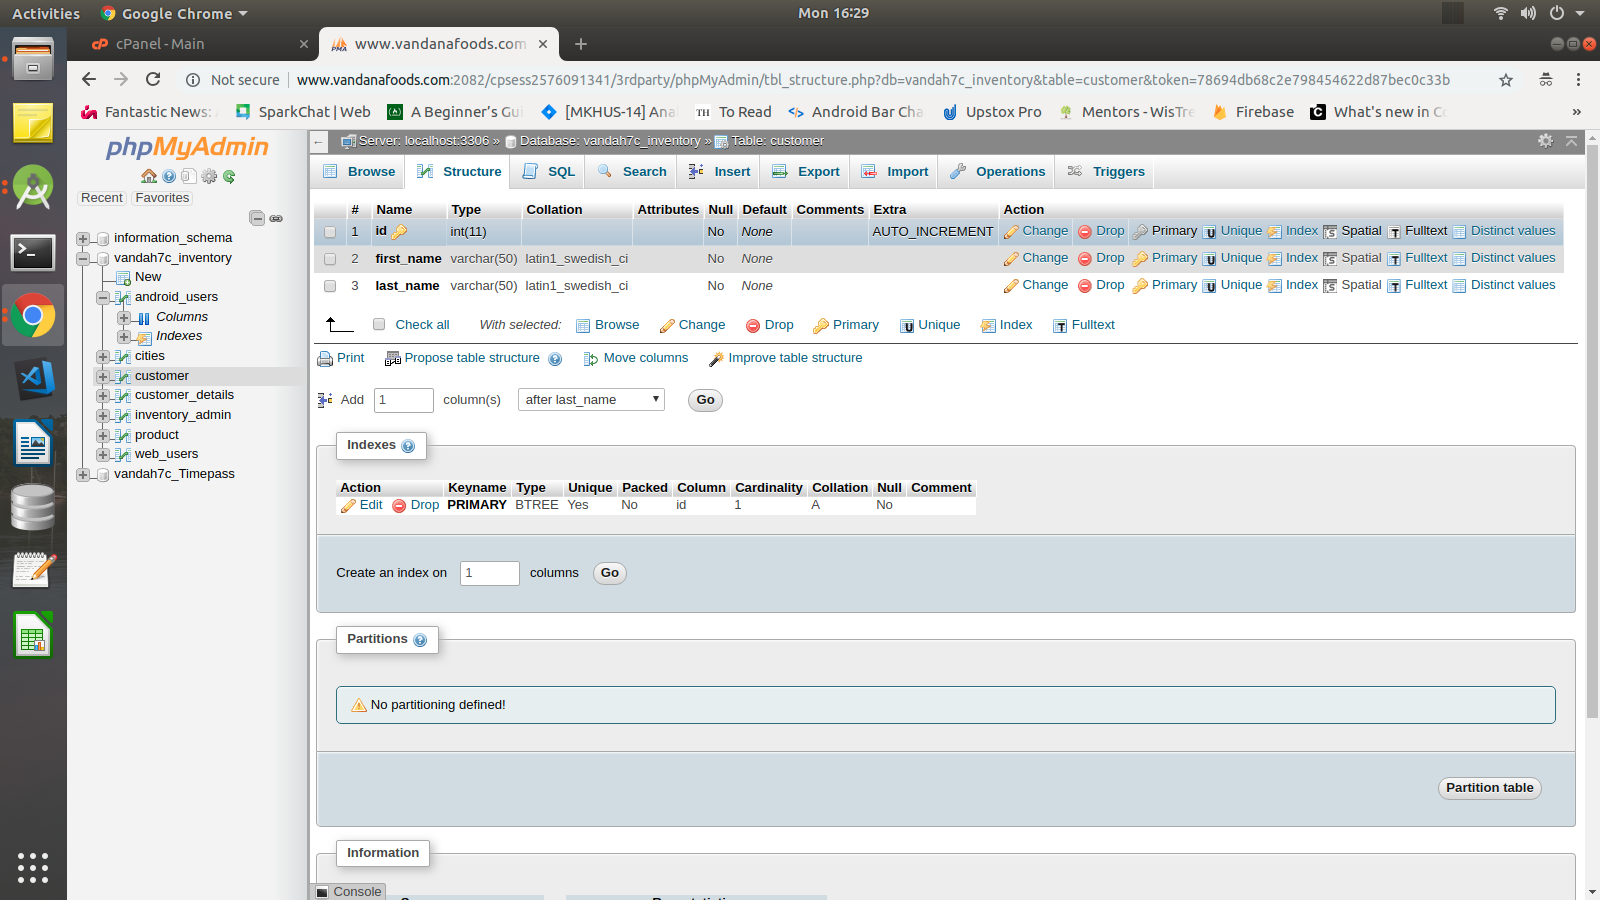 Activities Google Chrome Mon 16:29
cPanel - Main www.vandanafoods.com
Not secure www.vandanafoods.com:2082/cpsess2576091341/3rdparty/phpMyAdmin/tbl_structure.php?db=vandah7c_inventory&table=customer&token=78694db68c2e798454622d87bec0c33b
Fantastic News: SparkChat | Web A Beginner's Gui [MKHUS-14] Ana TH To Read Android Bar Cha Upstox Pro Mentors - WisTre Firebase What's new in Co »
phpMyAdmin
Recent Favorites
information_schema
vandah7c_inventory
New
android_users
Columns
Indexes
cities
customer
customer_details
inventory_admin
product
web_users
vandah7c_Timepass
Server: localhost:3306 » Database: vandah7c_inventory » Table: customer
Browse Structure SQL Search Insert Export Import Operations Triggers
# Name Type Collation Attributes Null Default Comments Extra Action
1 id int(11) No None AUTO_INCREMENT Change Drop Primary Unique Index Spatial Fulltext Distinct values
2 first_name varchar(50) latin1_swedish_ci No None Change Drop Primary Unique Index Spatial Fulltext Distinct values
3 last_name varchar(50) latin1_swedish_ci No None Change Drop Primary Unique Index Spatial Fulltext Distinct values
Check all With selected: Browse Change Drop Primary Unique Index Fulltext
Print Propose table structure Move columns Improve table structure
Add 1 column(s) after last_name Go
Indexes
Action Keyname Type Unique Packed Column Cardinality Collation Null Comment
Edit Drop PRIMARY BTREE Yes No id 1 A No
Create an index on 1 columns Go
Partitions
No partitioning defined!
Partition table
Information
Console